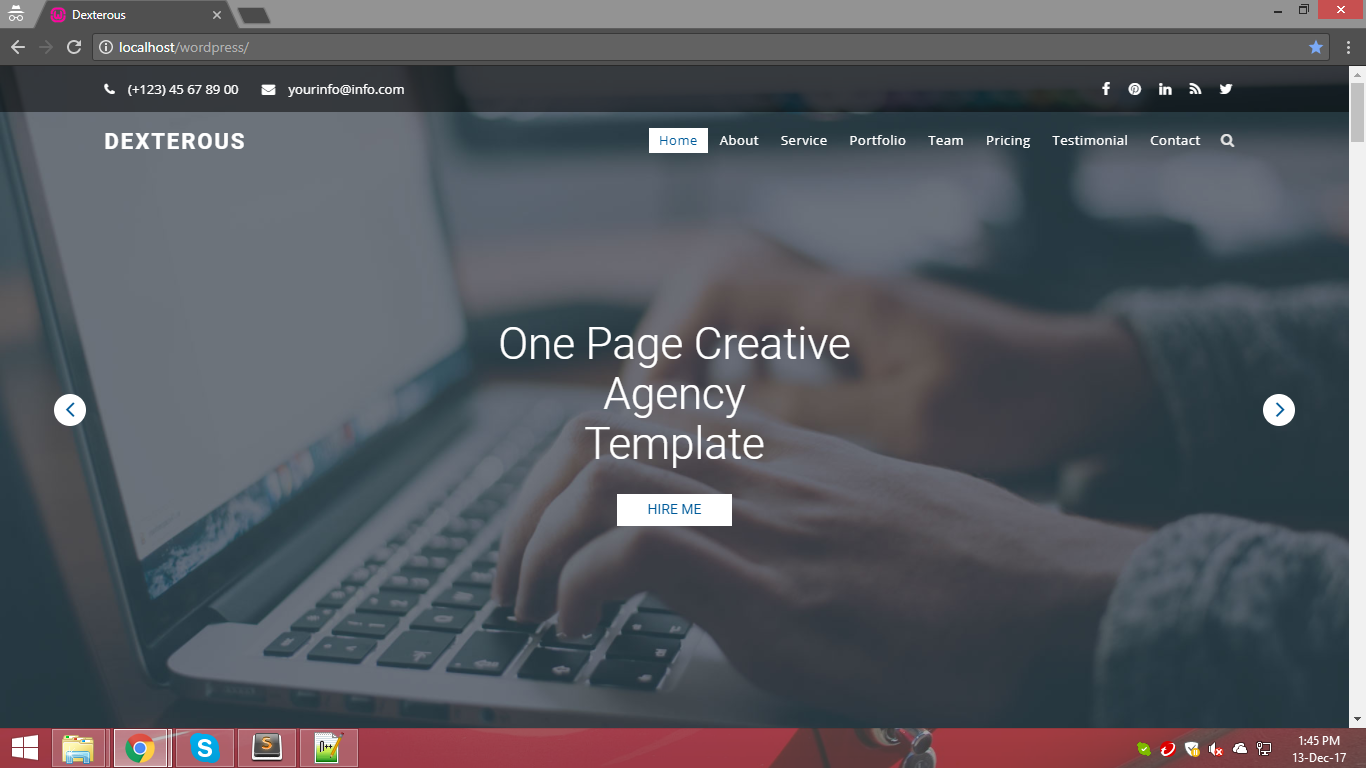 Dexterous
localhost/wordpress/
(+123) 45 67 89 00 yourinfo@info.com
DEXTEROUS
Home About Service Portfolio Team Pricing Testimonial Contact
One Page Creative
Agency
Template
HIRE ME
1:45 PM
13-Dec-17